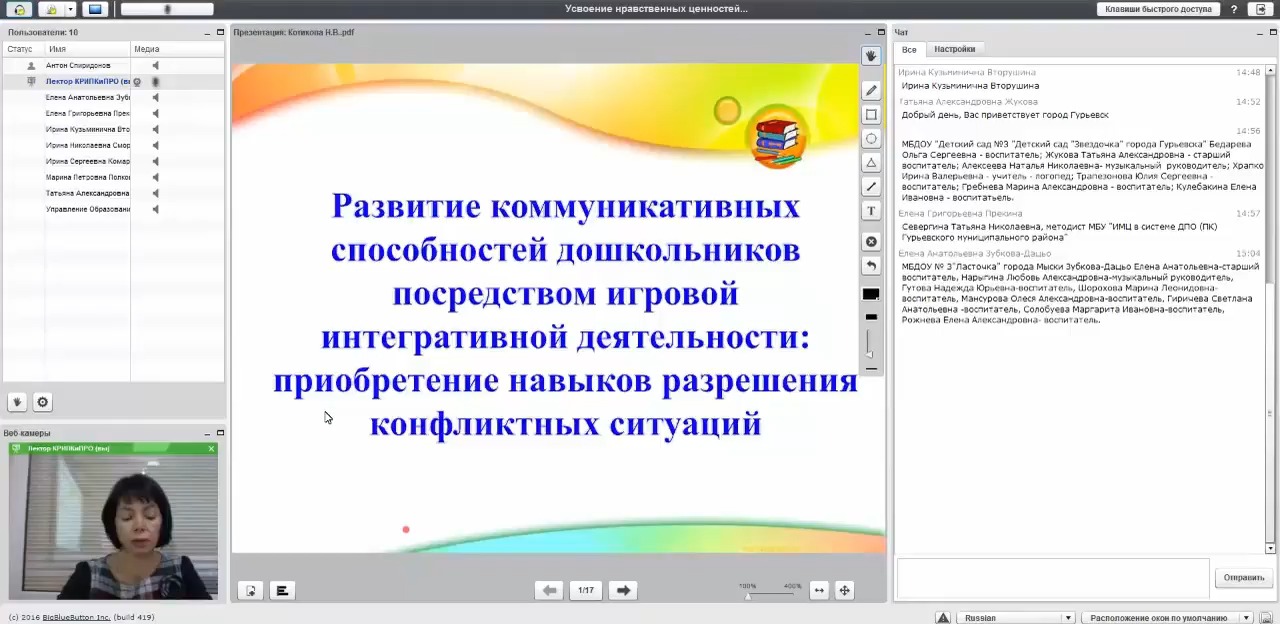 Усвоение нравственных ценностей...
Клавиши быстрого доступа
?
Пользователи: 10
Статус Имя Медиа
Антон Спиридонов
Лектор КРИПКиПРО (вы
Елена Анатольевна Зубк
Елена Григорьевна Прек
Ирина Кузьминична Вто
Ирина Николаевна Смор
Ирина Сергеевна Комар
Марина Петровна Полко
Татьяна Александровна
Управление Образовани
Веб камеры
Лектор КРИПКиПРО (вы)
Презентация: Котикова Н.В..pdf
Развитие коммуникативных
способностей дошкольников
посредством игровой
интегративной деятельности:
приобретение навыков разрешения
конфликтных ситуаций
T
1/17
100% 400%
Чат
Все Настройки
Ирина Кузьминична Вторушина 14:48
Ирина Кузьминична Вторушина
Татьяна Александровна Жукова 14:52
Добрый день, Вас приветствует город Гурьевск
14:56
МБДОУ "Детский сад №3 "Детский сад "Звездочка" города Гурьевска" Бедарева
Ольга Сергеевна - воспитатель; Жукова Татьяна Александровна - старший
воспитатель; Алексеева Наталья Николаевна- музыкальный руководитель; Храпко
Ирина Валерьевна - учитель - логопед; Трапезонова Юлия Сергеевна -
воспитатель; Гребнева Марина Александровна - воспитатель; Кулебакина Елена
Ивановна - воспитатьель.
Елена Григорьевна Прекина 14:57
Севергина Татьяна Николаевна, методист МБУ "ИМЦ в системе ДПО (ПК)
Гурьевского муниципального района"
Елена Анатольевна Зубкова-Дацьо 15:04
МБДОУ № 3"Ласточка" города Мыски Зубкова-Дацьо Елена Анатольевна-старший
воспитатель, Нарыгина Любовь Александровна-музыкальный руководитель,
Гутова Надежда Юрьевна-воспитатель, Шорохова Марина Леонидовна-
воспитатель, Мансурова Олеся Александровна-воспитатель, Гиричева Светлана
Анатольевна -воспитатель, Солобуева Маргарита Ивановна-воспитатель,
Рожнева Елена Александровна- воспитатель.
Отправить
(c) 2016 BigBlueButton Inc. (build 419)
Russian
Расположение окон по умолчанию